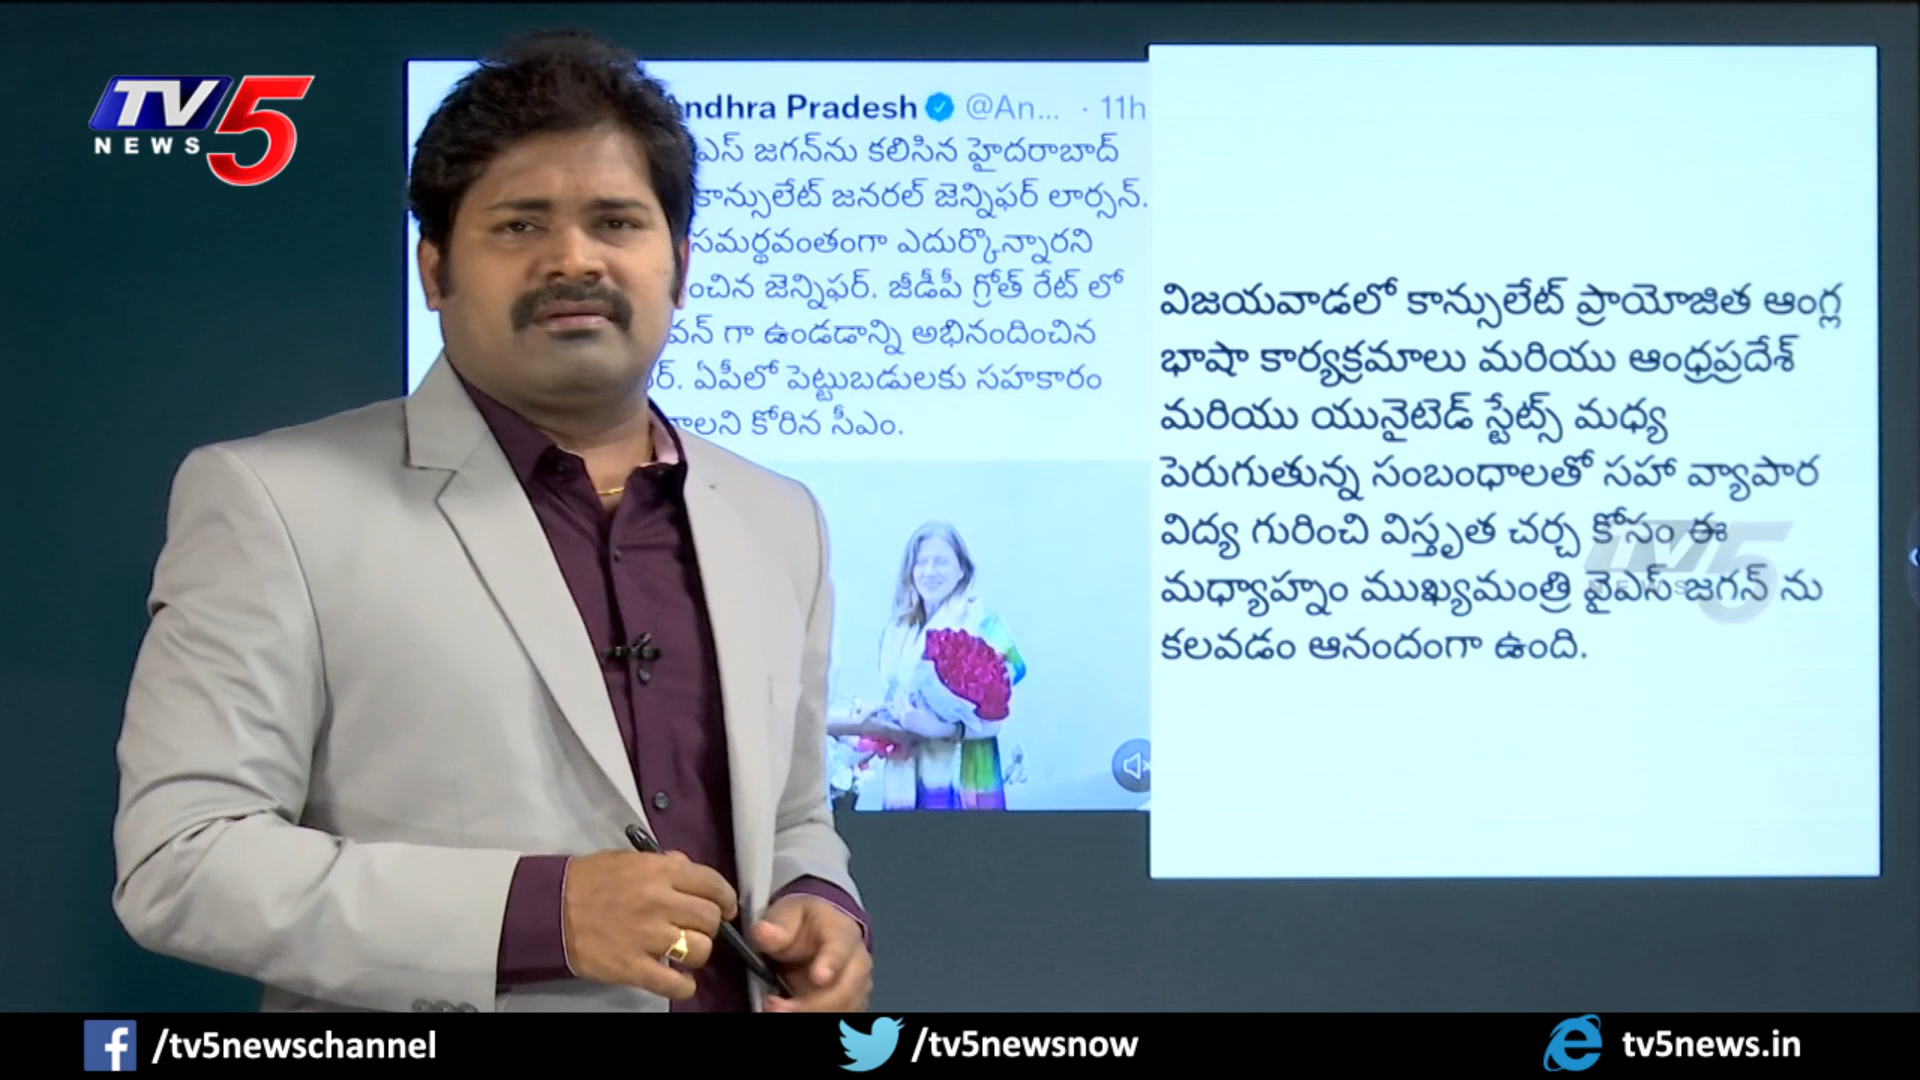 TV5
NEWS
ndhra Pradesh @An... · 11h
ఎస్ జగన్‌ను కలిసిన హైదరాబాద్
కాన్సులేట్ జనరల్ జెన్నిఫర్ లార్సన్.
సమర్థవంతంగా ఎదుర్కొన్నారని
ంచిన జెన్నిఫర్. జీడీపీ గ్రోత్ రేట్ లో
వన్ గా ఉండడాన్ని అభినందించిన
ర్. ఏపీలో పెట్టుబడులకు సహకారం
లని కోరిన సీఎం.
విజయవాడలో కాన్సులేట్ ప్రాయోజిత ఆంగ్ల
భాషా కార్యక్రమాలు మరియు ఆంధ్రప్రదేశ్
మరియు యునైటెడ్ స్టేట్స్ మధ్య
పెరుగుతున్న సంబంధాలతో సహా వ్యాపార
విద్య గురించి విస్తృత చర్చ కోసం ఈ
మధ్యాహ్నం ముఖ్యమంత్రి వైఎస్ జగన్ ను
కలవడం ఆనందంగా ఉంది.
TV5
NEWS
/tv5newschannel
/tv5newsnow
tv5news.in